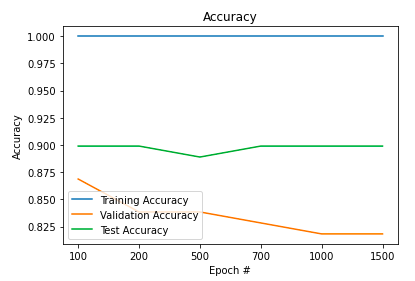 Accuracy
1.000
0.975
0.950
0.925
0.900
0.875
0.850
0.825
Accuracy
Training Accuracy
Validation Accuracy
Test Accuracy
100 200 500 700 1000 1500
Epoch #